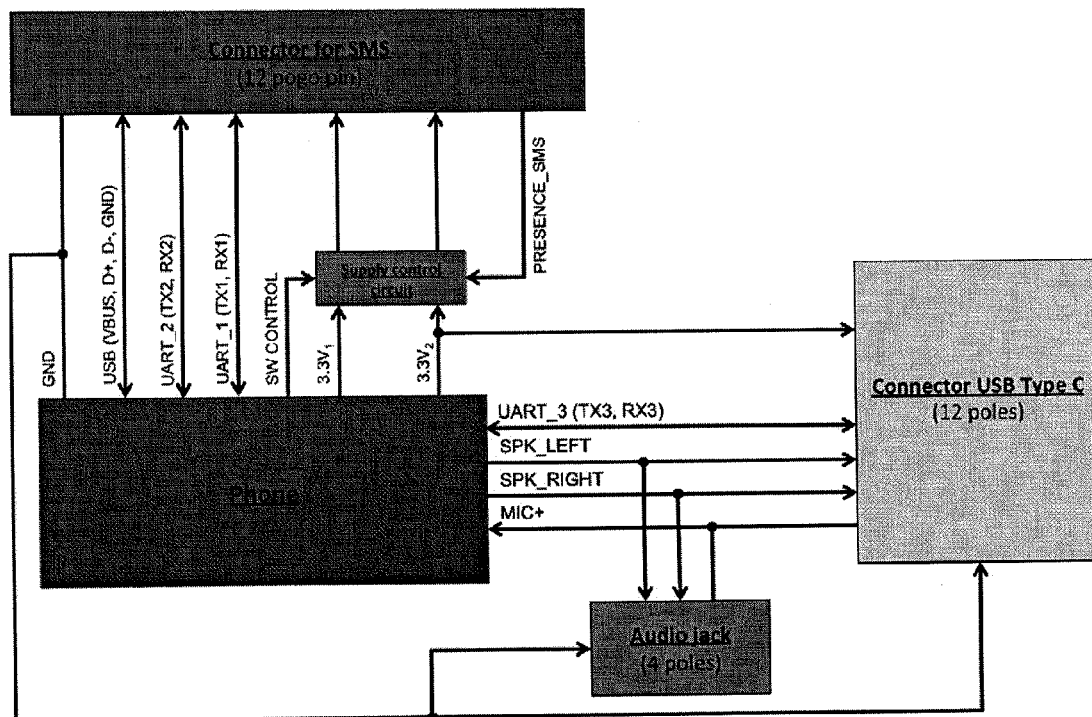 Connector for SMS
(12 pogo pin)
GND
USB (VBUS, D+, D-, GND)
UART_2 (TX2, RX2)
UART_1 (TX1, RX1)
SW CONTROL
3.3V₁
3.3V₂
PRESENCE_SMS
Supply control
circuit
Phone
UART_3 (TX3, RX3)
SPK_LEFT
SPK_RIGHT
MIC+
Connector USB Type C
(12 poles)
Audio jack
(4 poles)